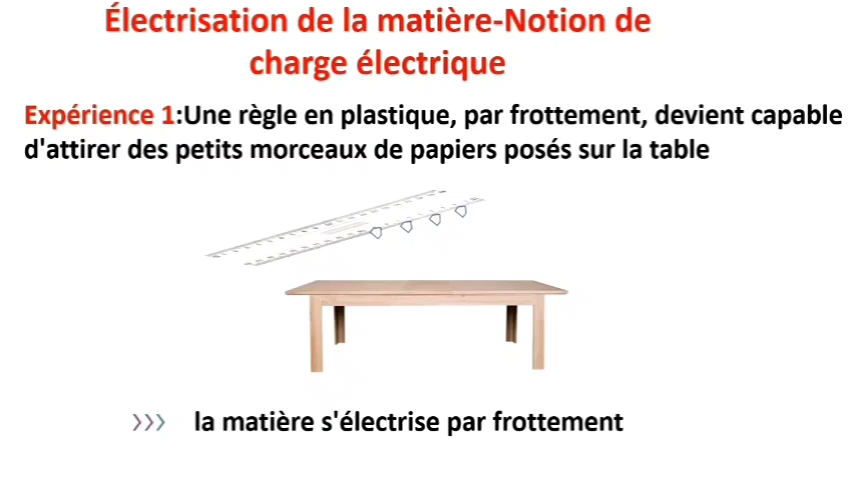 Électrisation de la matière-Notion de
charge électrique
Expérience 1:Une règle en plastique, par frottement, devient capable
d'attirer des petits morceaux de papiers posés sur la table
la matière s'électrise par frottement